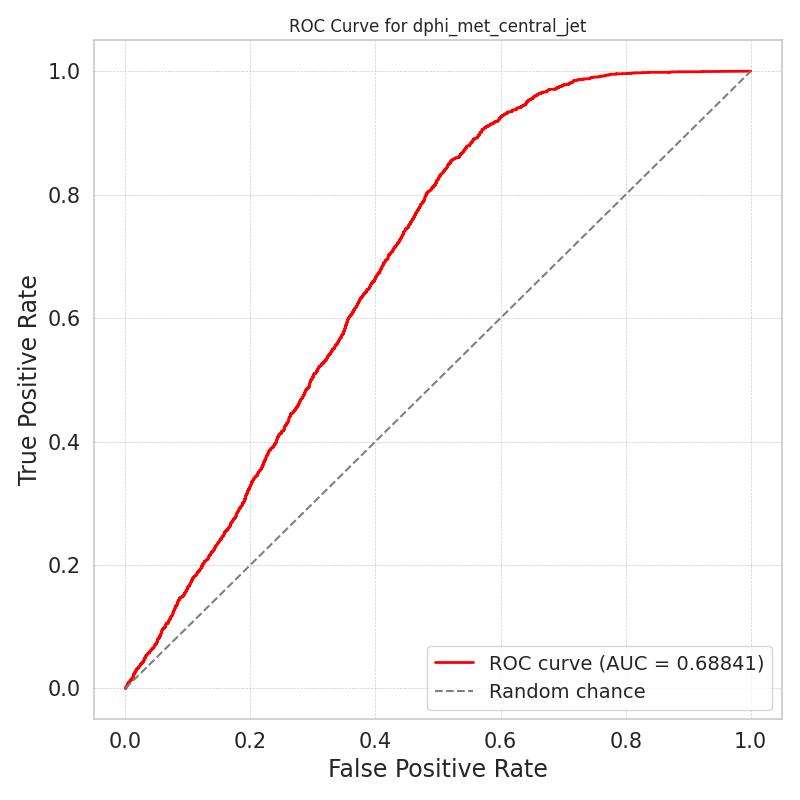 ROC Curve for dphi_met_central_jet
True Positive Rate
1.0
0.8
0.6
0.4
0.2
0.0
ROC curve (AUC = 0.68841)
Random chance
0.0 0.2 0.4 0.6 0.8 1.0
False Positive Rate